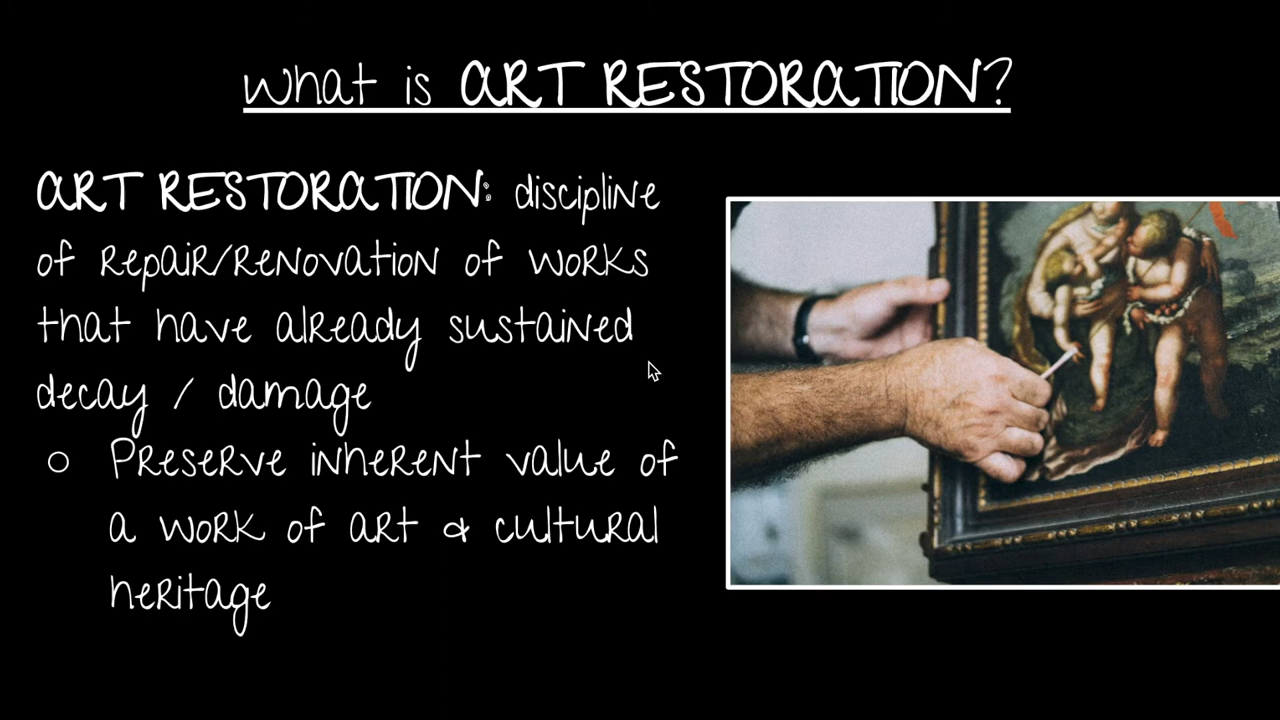 what is ART RESTORATION?
ART RESTORATION: discipline
of repair/renovation of works
that have already sustained
decay / damage
○ Preserve inherent value of
a work of art & cultural
heritage